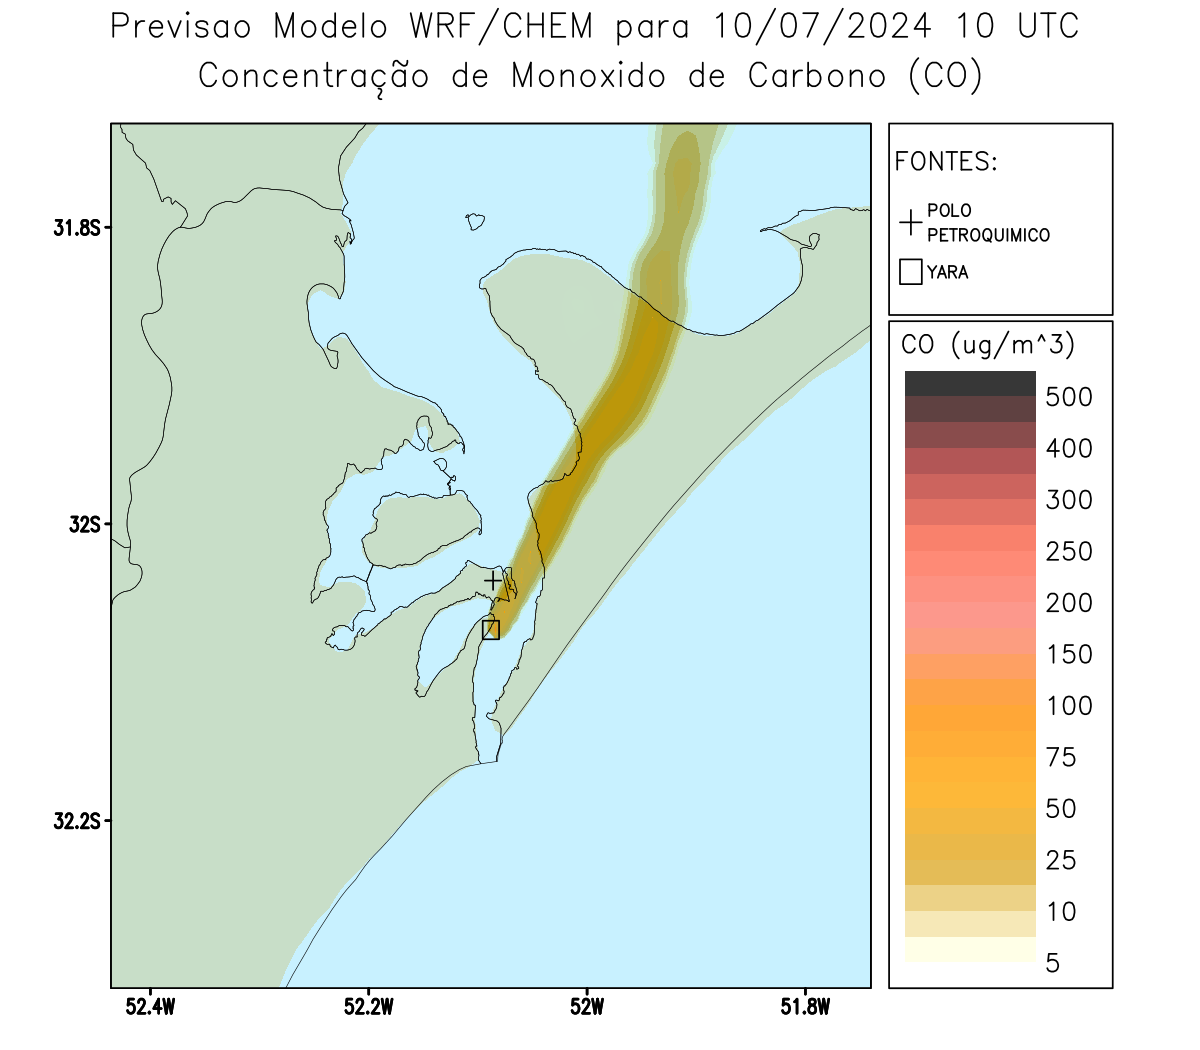 Previsao Modelo WRF/CHEM para 10/07/2024 10 UTC
Concentração de Monoxido de Carbono (CO)
FONTES:
POLO
PETROQUIMICO
YARA
CO (ug/m^3)
500
400
300
250
200
150
100
75
50
25
10
5
31.8S
32S
32.2S
52.4W
52.2W
52W
51.8W